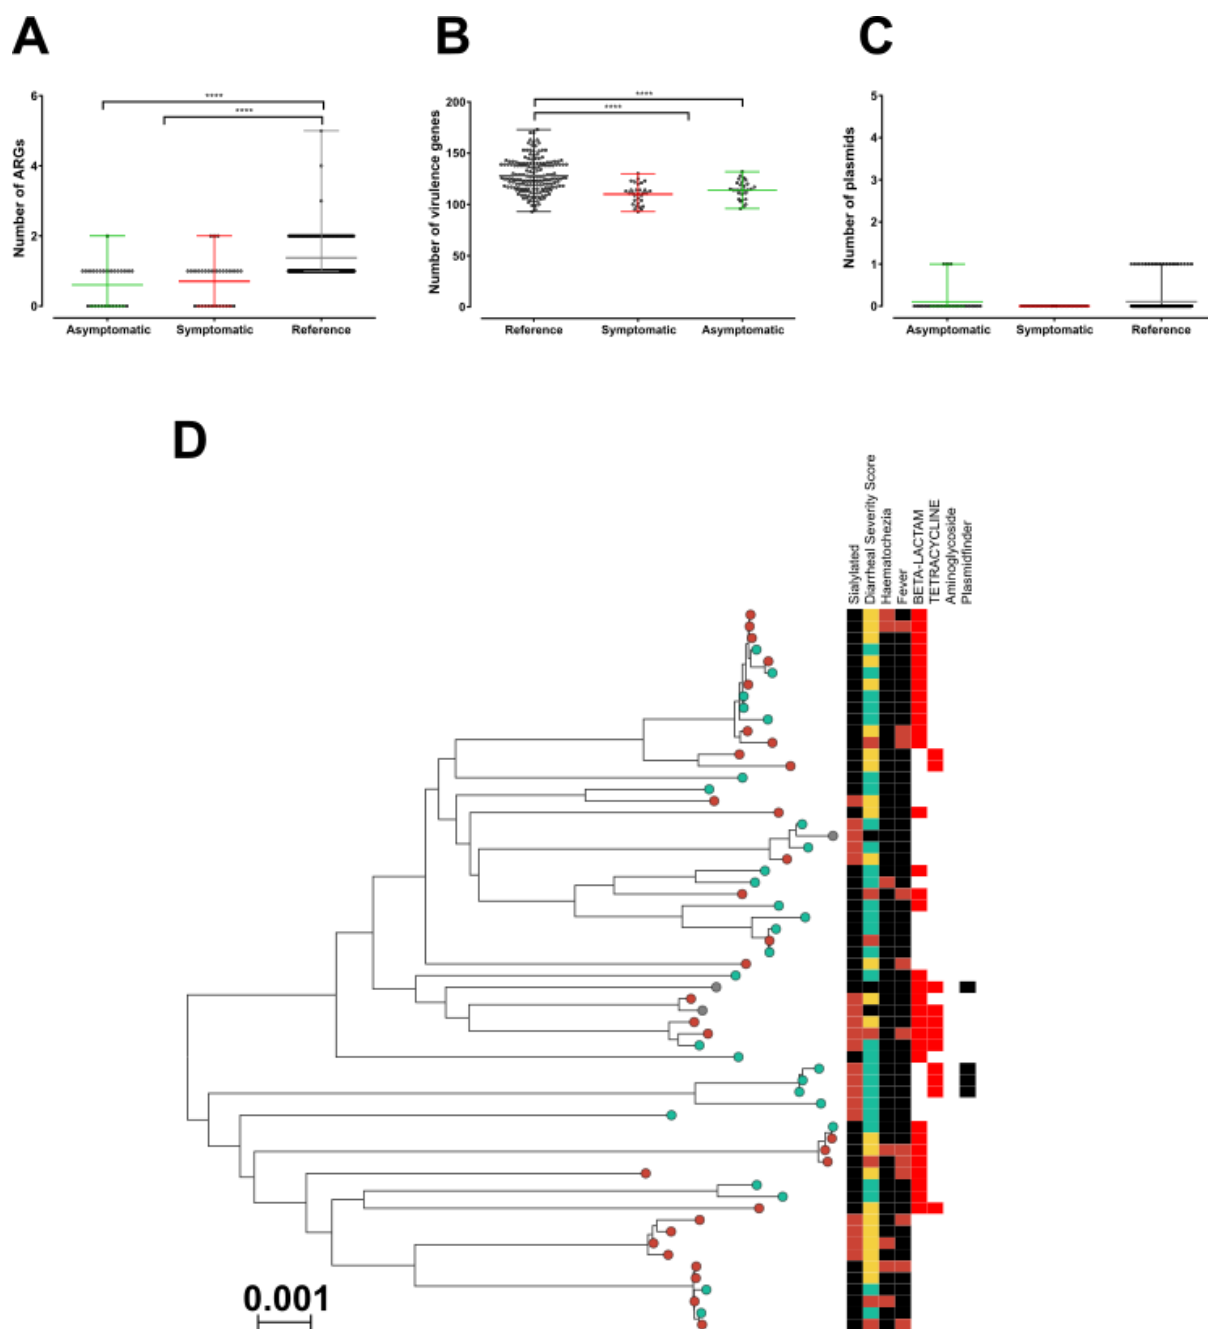 A
B
C
****
****
Number of ARGs
6
4
2
0
Asymptomatic
Symptomatic
Reference
****
****
Number of virulence genes
200
150
100
50
0
Reference
Symptomatic
Asymptomatic
Number of plasmids
5
4
3
2
1
0
Asymptomatic
Symptomatic
Reference
D
Sialylated
Diarrheal Severity Score
Haematochezia
Fever
BETA-LACTAM
TETRACYCLINE
Aminoglycoside
Plasmidfinder
0.001